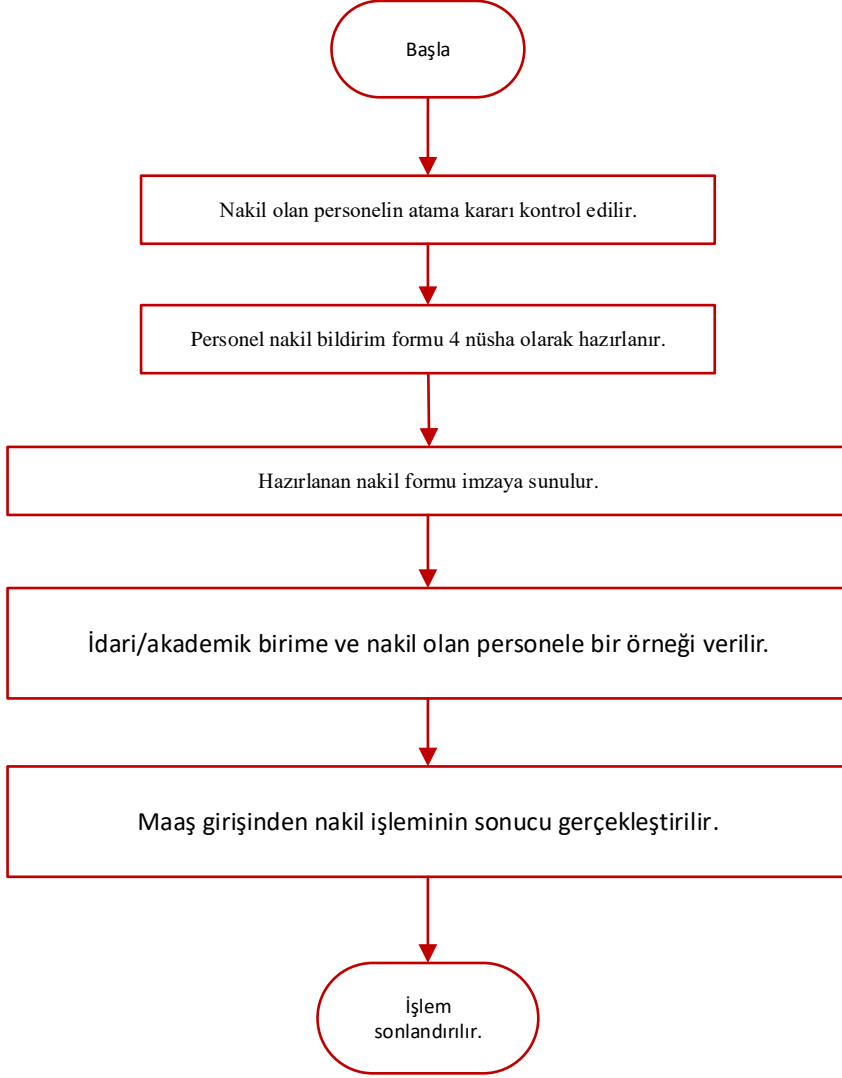 Başla
Nakil olan personelin atama kararı kontrol edilir.
Personel nakil bildirim formu 4 nüsha olarak hazırlanır.
Hazırlanan nakil formu imzaya sunulur.
İdari/akademik birime ve nakil olan personele bir örneği verilir.
Maaş girişinden nakil işleminin sonucu gerçekleştirilir.
İşlem
sonlandırılır.